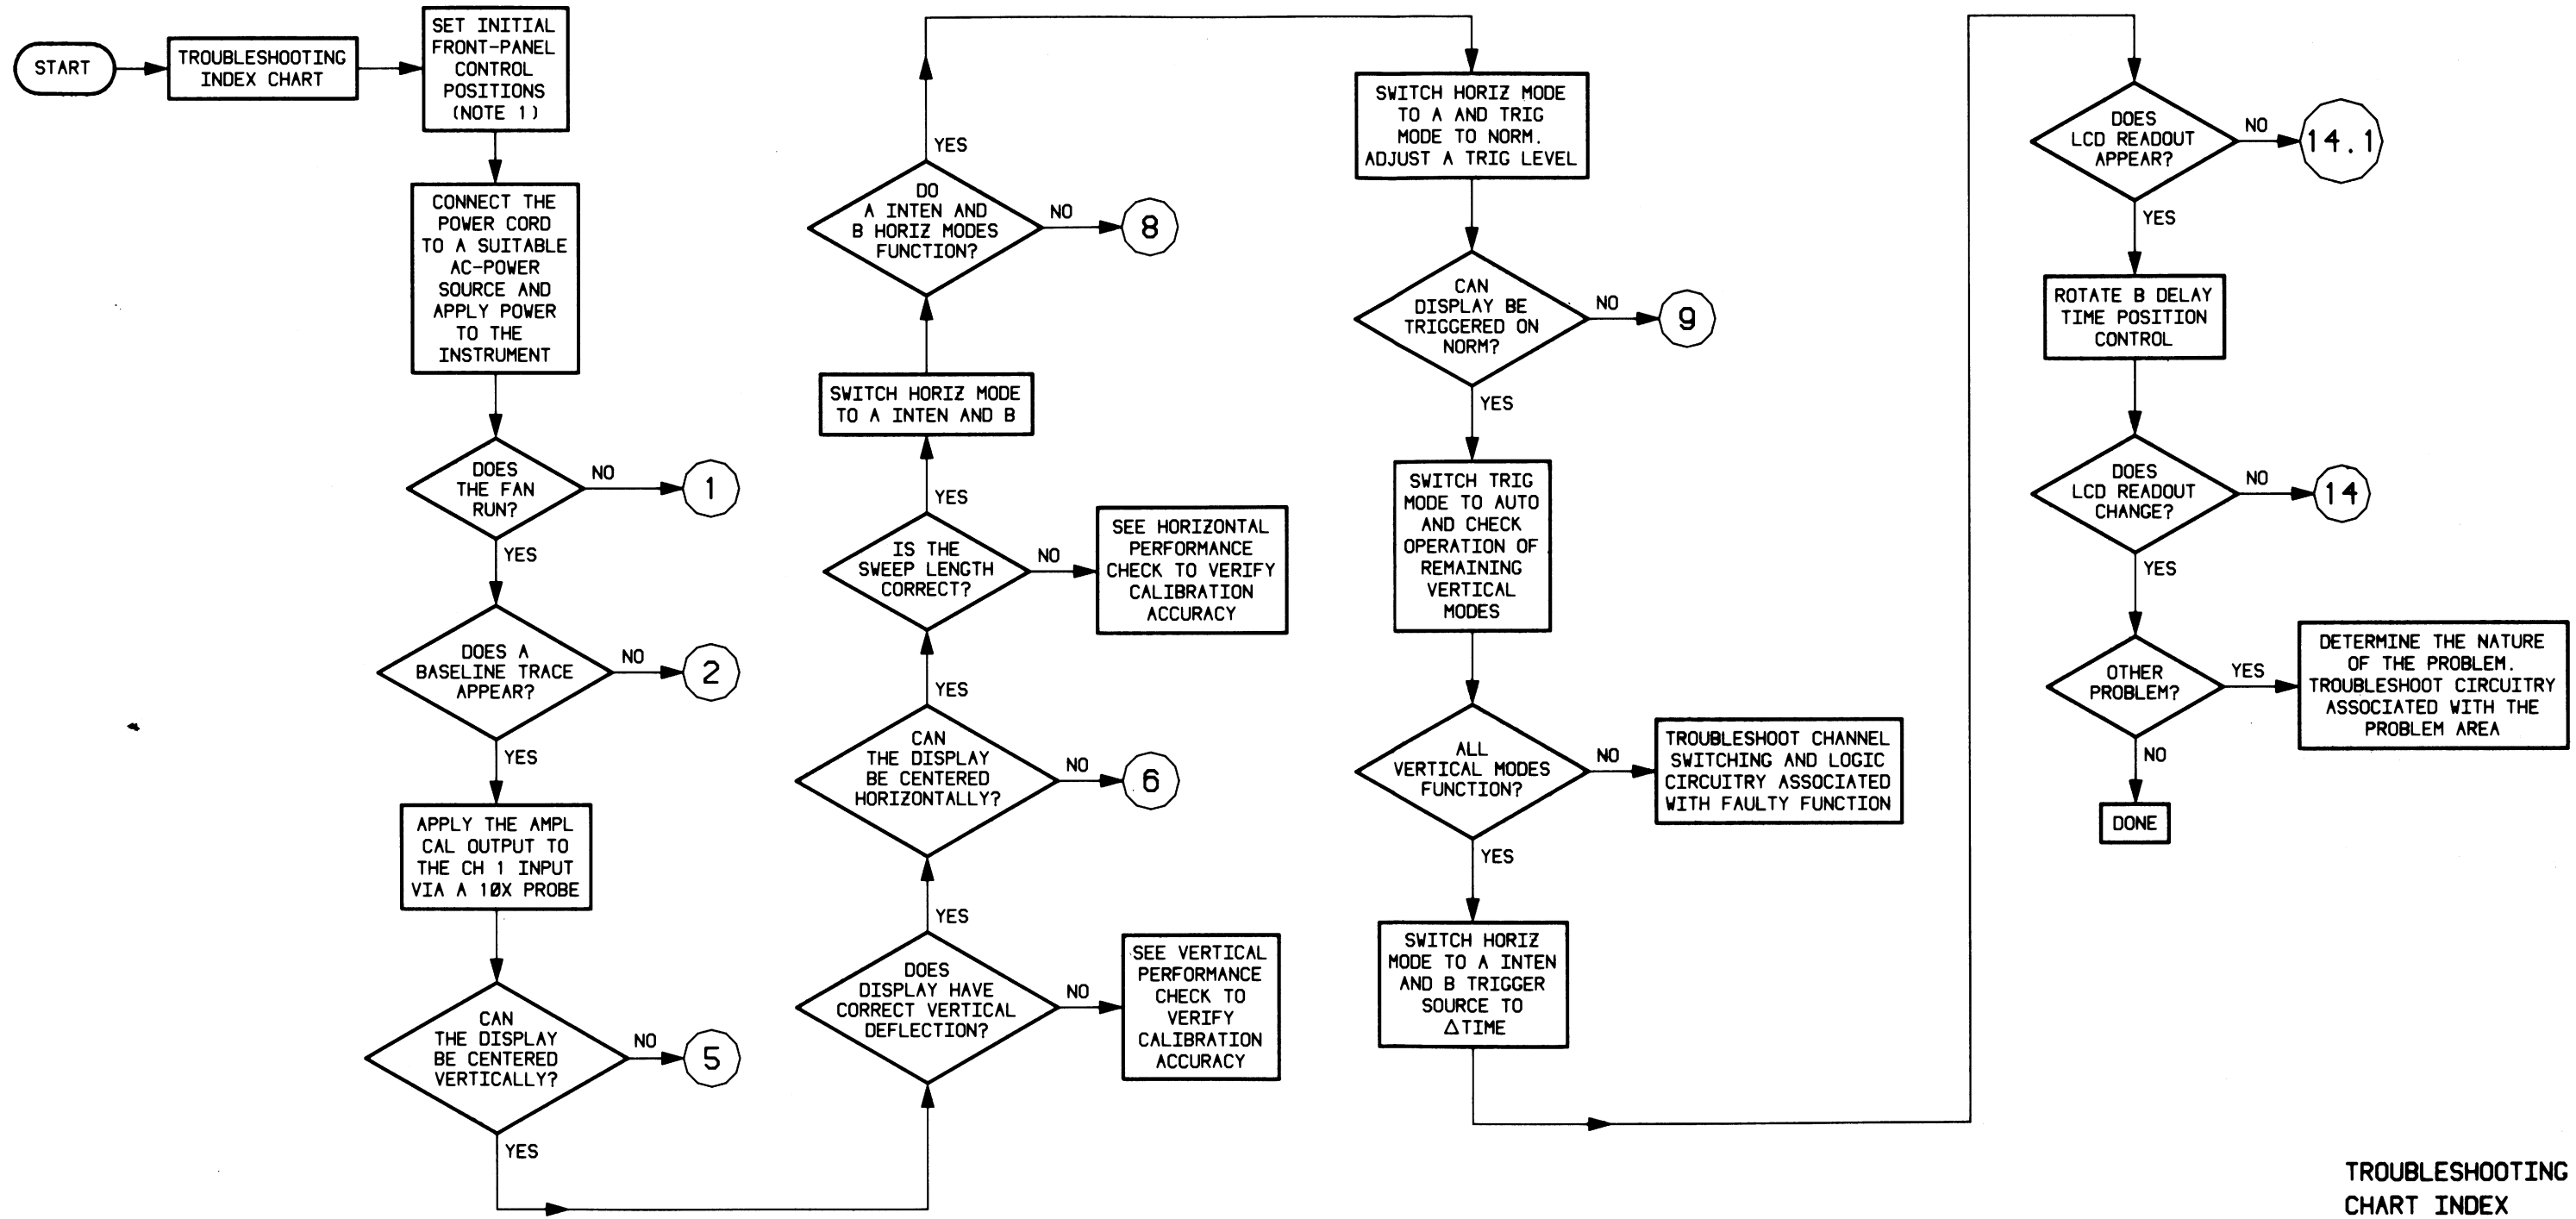 START
TROUBLESHOOTING
INDEX CHART
SET INITIAL
FRONT-PANEL
CONTROL
POSITIONS
(NOTE 1)
CONNECT THE
POWER CORD
TO A SUITABLE
AC-POWER
SOURCE AND
APPLY POWER
TO THE
INSTRUMENT
DOES
THE FAN
RUN?
NO
1
YES
DOES A
BASELINE TRACE
APPEAR?
NO
2
YES
APPLY THE AMPL
CAL OUTPUT TO
THE CH 1 INPUT
VIA A 10X PROBE
CAN
THE DISPLAY
BE CENTERED
VERTICALLY?
NO
5
YES
DOES
DISPLAY HAVE
CORRECT VERTICAL
DEFLECTION?
NO
SEE VERTICAL
PERFORMANCE
CHECK TO
VERIFY
CALIBRATION
ACCURACY
YES
CAN
THE DISPLAY
BE CENTERED
HORIZONTALLY?
NO
6
YES
IS THE
SWEEP LENGTH
CORRECT?
NO
SEE HORIZONTAL
PERFORMANCE
CHECK TO VERIFY
CALIBRATION
ACCURACY
YES
SWITCH HORIZ MODE
TO A INTEN AND B
DO
A INTEN AND
B HORIZ MODES
FUNCTION?
NO
8
YES
SWITCH HORIZ MODE
TO A AND TRIG
MODE TO NORM.
ADJUST A TRIG LEVEL
CAN
DISPLAY BE
TRIGGERED ON
NORM?
NO
9
YES
SWITCH TRIG
MODE TO AUTO
AND CHECK
OPERATION OF
REMAINING
VERTICAL
MODES
ALL
VERTICAL MODES
FUNCTION?
NO
TROUBLESHOOT CHANNEL
SWITCHING AND LOGIC
CIRCUITRY ASSOCIATED
WITH FAULTY FUNCTION
YES
SWITCH HORIZ
MODE TO A INTEN
AND B TRIGGER
SOURCE TO
△TIME
DOES
LCD READOUT
APPEAR?
NO
14.1
YES
ROTATE B DELAY
TIME POSITION
CONTROL
DOES
LCD READOUT
CHANGE?
NO
14
YES
OTHER
PROBLEM?
YES
DETERMINE THE NATURE
OF THE PROBLEM.
TROUBLESHOOT CIRCUITRY
ASSOCIATED WITH THE
PROBLEM AREA
NO
DONE
TROUBLESHOOTING
CHART INDEX